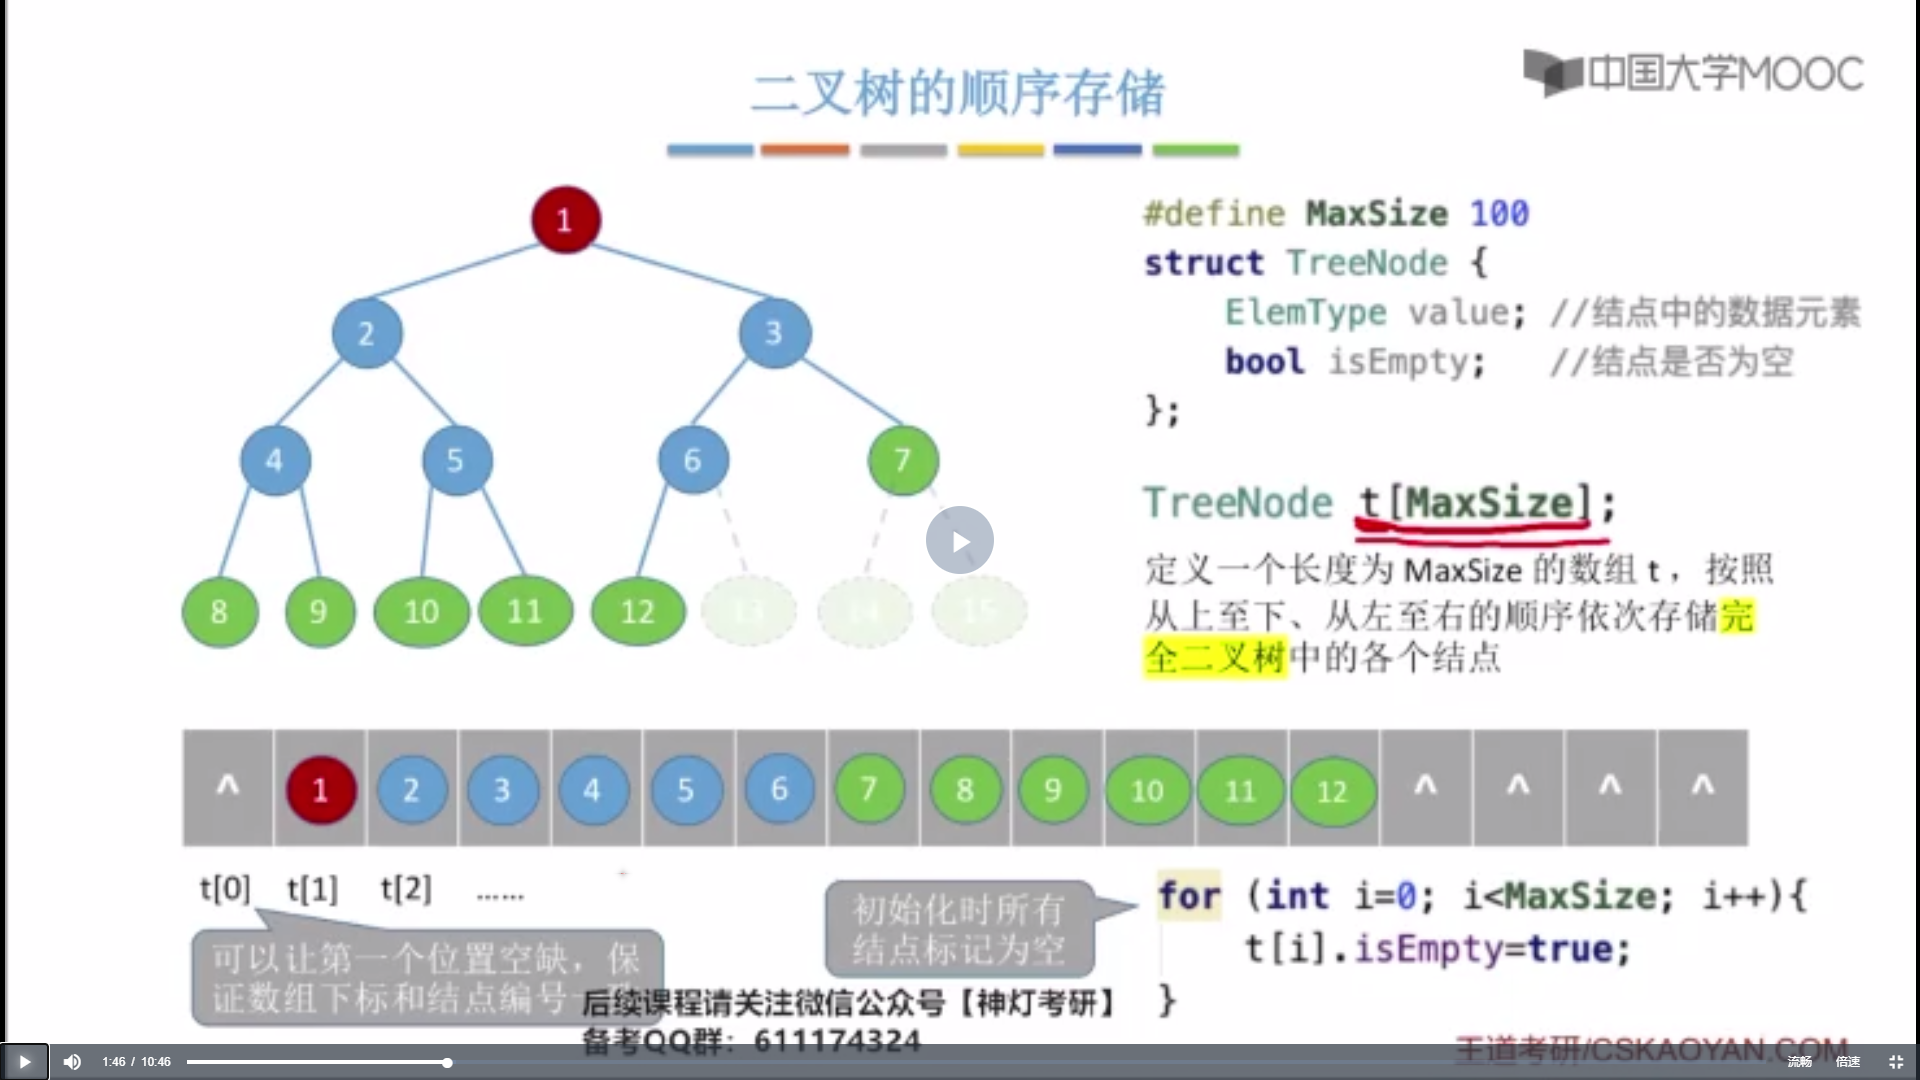 中国大学MOOC
二叉树的顺序存储
1
2
3
4
5
6
7
8
9
10
11
12
13
14
15
#define MaxSize 100
struct TreeNode {
ElemType value; //结点中的数据元素
bool isEmpty; //结点是否为空
};
TreeNode t[MaxSize];
定义一个长度为 MaxSize 的数组 t ，按照
从上至下、从左至右的顺序依次存储完
全二叉树中的各个结点
^ 1 2 3 4 5 6 7 8 9 10 11 12 ^ ^ ^ ^
t[0] t[1] t[2] ......
可以让第一个位置空缺，保
证数组下标和结点编号
初始化时所有
结点标记为空
for (int i=0; i<MaxSize; i++){
t[i].isEmpty=true;
}
后续课程请关注微信公众号【神灯考研】
备考QQ群：611174324
王道考研/CSKAOYAN.COM
1:46 / 10:46
流畅 倍速